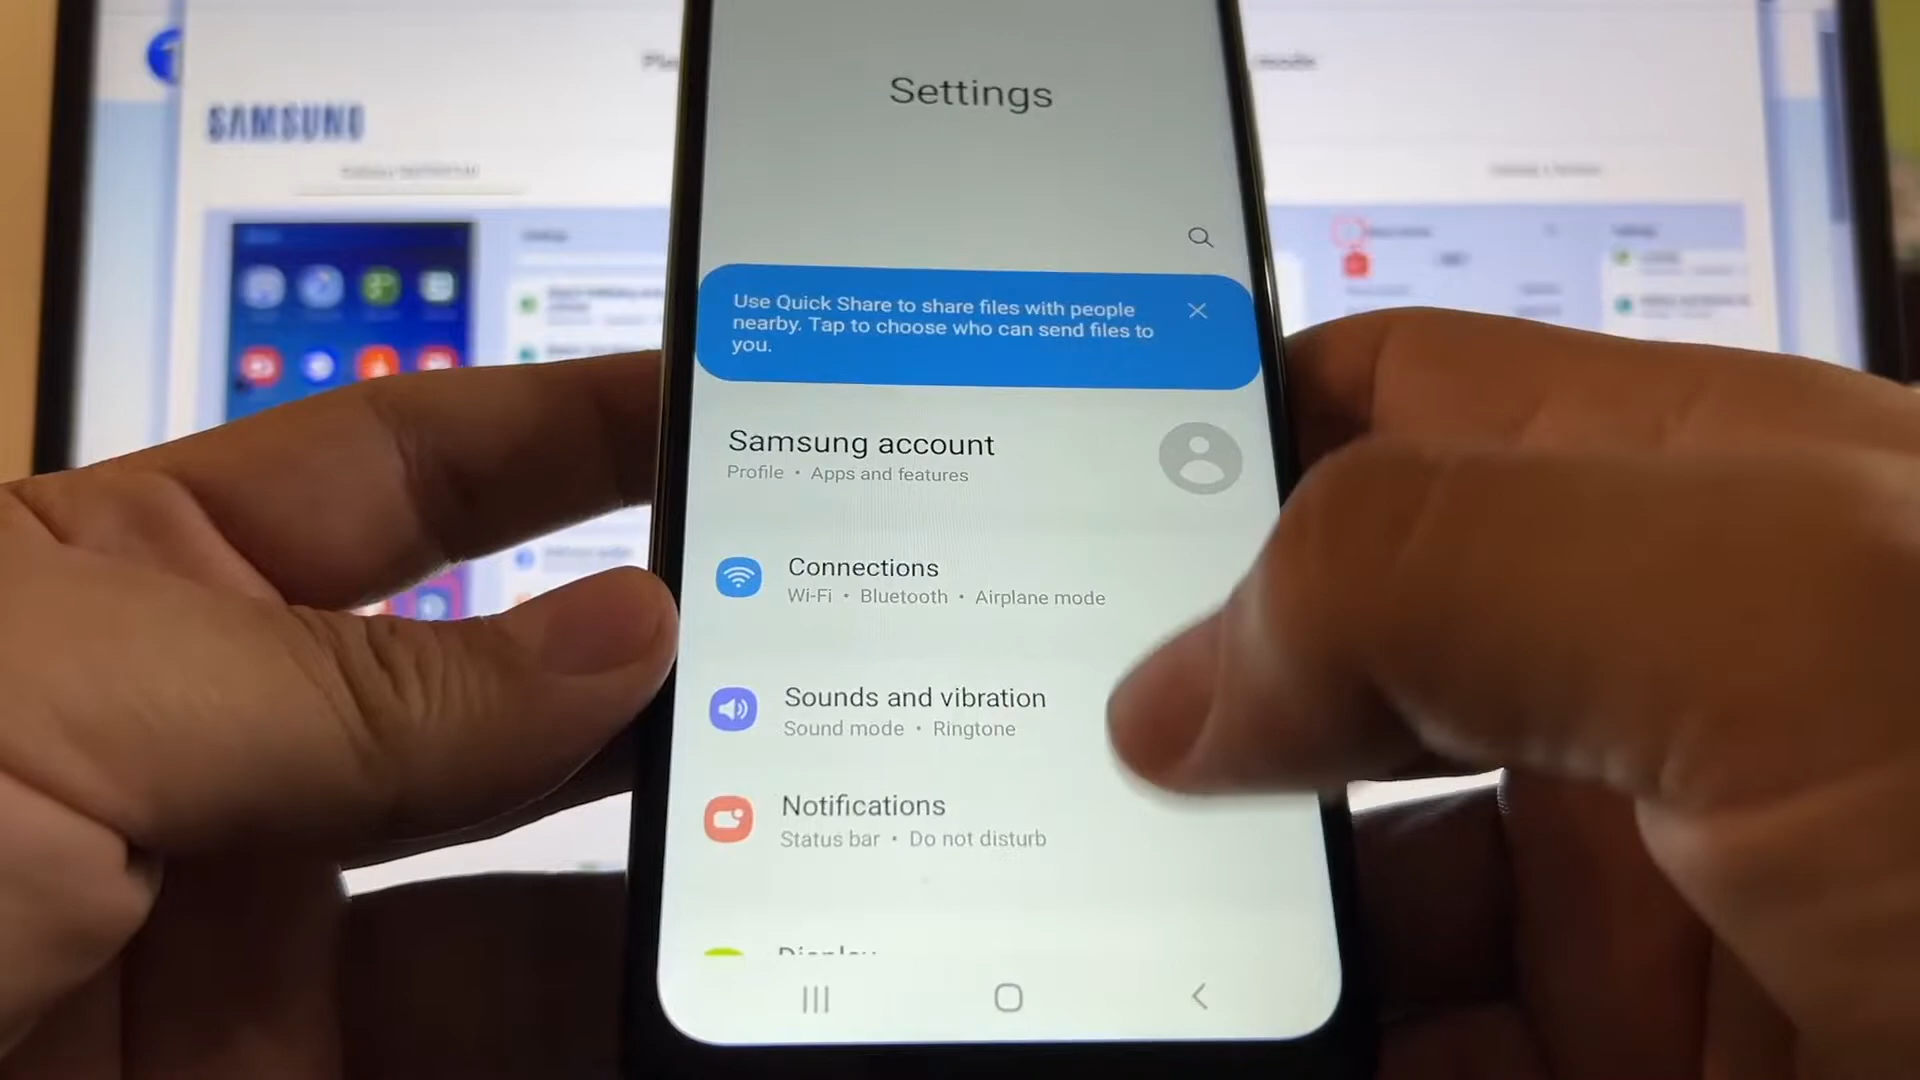 SAMSUNG
Settings
Use Quick Share to share files with people
nearby. Tap to choose who can send files to
you.
Samsung account
Profile • Apps and features
Connections
Wi-Fi • Bluetooth • Airplane mode
Sounds and vibration
Sound mode • Ringtone
Notifications
Status bar • Do not disturb
Display